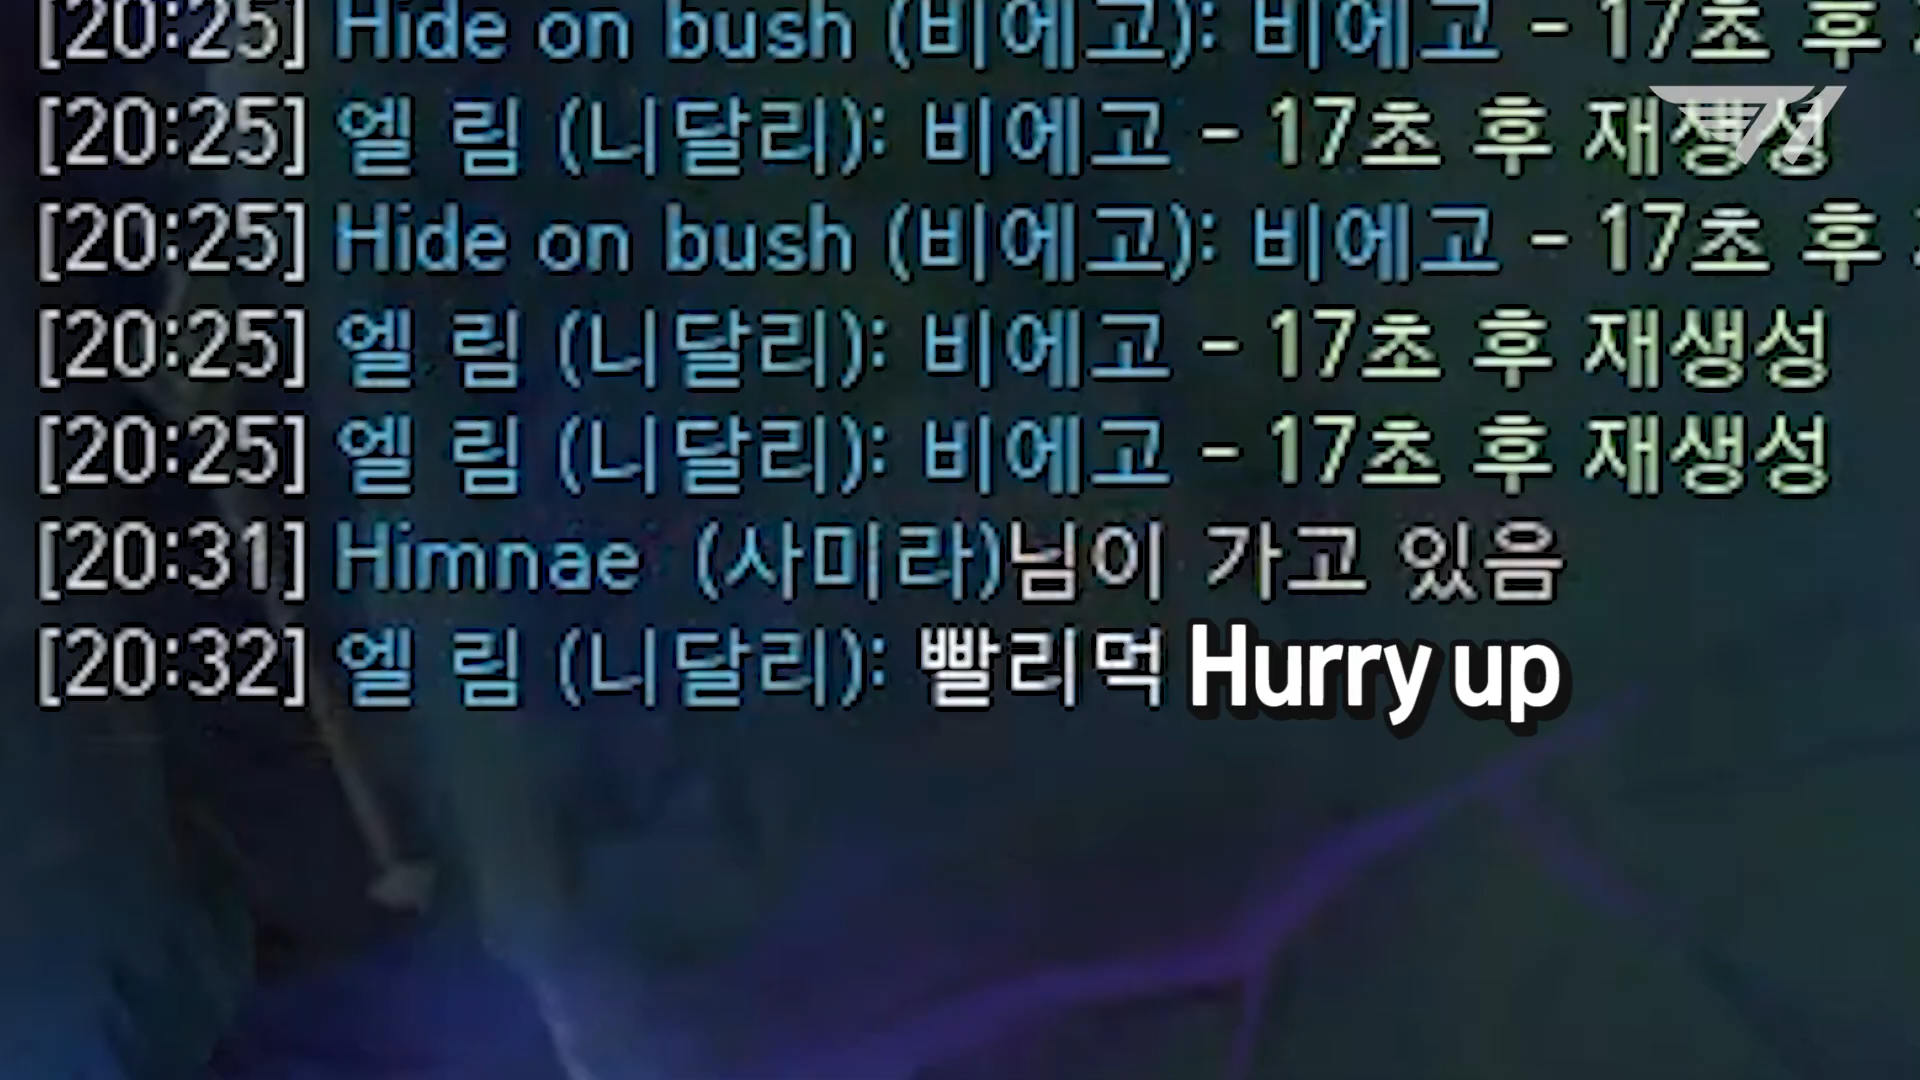 [20:25] Hide on bush (비에고): 비에고 - 17초 후
[20:25] 엘 림 (니달리): 비에고 - 17초 후 재생성
[20:25] Hide on bush (비에고): 비에고 - 17초 후
[20:25] 엘 림 (니달리): 비에고 - 17초 후 재생성
[20:25] 엘 림 (니달리): 비에고 - 17초 후 재생성
[20:31] Himnae (사미라)님이 가고 있음
[20:32] 엘 림 (니달리): 빨리먹 Hurry up
T1